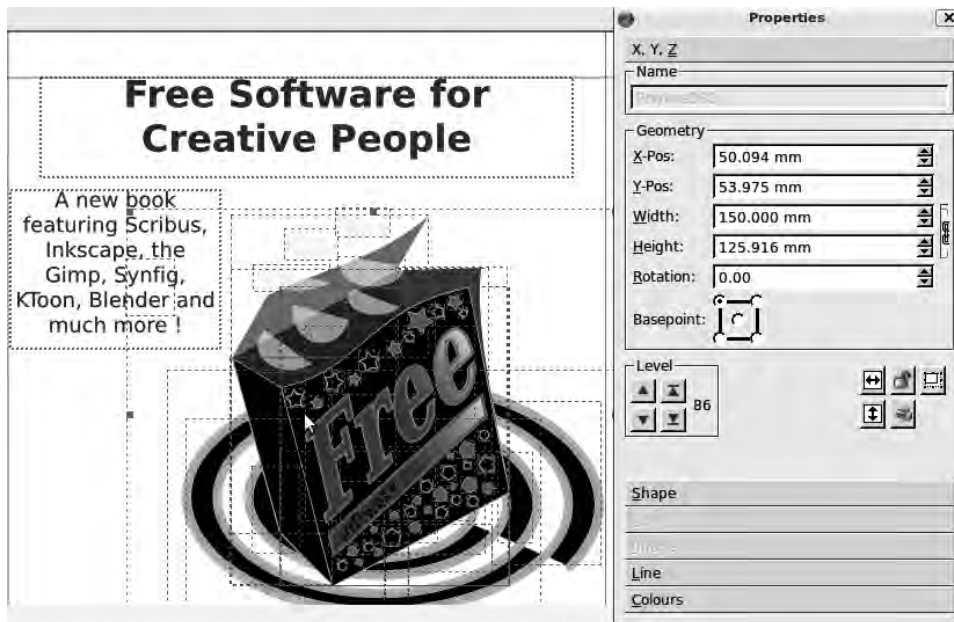 Free Software for
Creative People
A new book
featuring Scribus,
Inkscape, the
Gimp, Synfig,
KToon, Blender and
much more !
Free
Properties
X, Y, Z
Name
Geometry
X-Pos: 50.094 mm
Y-Pos: 53.975 mm
Width: 150.000 mm
Height: 125.916 mm
Rotation: 0.00
Basepoint:
Level
86
Shape
Line
Colours